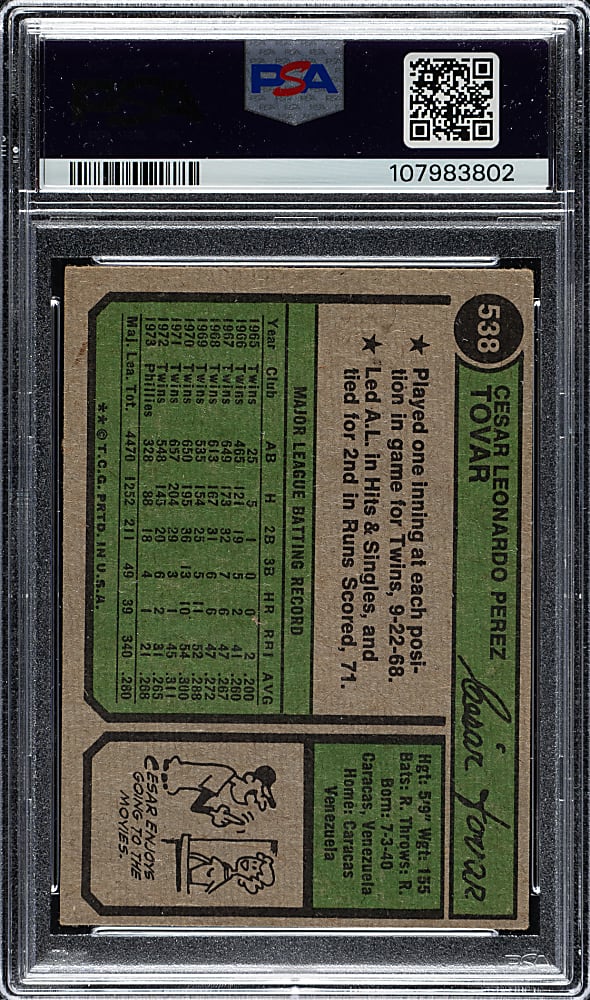 PSA
107983802
538
CESAR LEONARDO PEREZ
TOVAR
Cesar Tovar
★ Played one inning at each posi-
tion in game for Twins, 9-22-68.
★ Led A.L. in Hits & Singles, and
tied for 2nd in Runs Scored, 71.
MAJOR LEAGUE BATTING RECORD
Year Club AB H 2B 3B HR RBI AVG
1965 Twins 25 5 1 0 0 2 .200
1966 Twins 465 121 19 5 2 41 .260
1967 Twins 649 173 32 7 6 47 .267
1968 Twins 613 167 31 6 6 47 .272
1969 Twins 535 154 25 5 11 52 .288
1970 Twins 650 195 36 13 10 54 .300
1971 Twins 657 204 29 3 1 45 .311
1972 Twins 548 145 20 6 2 31 .265
1973 Phillies 328 88 18 4 1 21 .268
Maj. Lea. Tot. 4470 1252 211 49 39 340 .280
** © T.C.G. PRTD. IN U.S.A.
Hgt: 5'9" Wgt: 155
Bats: R. Throws: R.
Born: 7-3-40
Caracas, Venezuela
Home: Caracas
Venezuela
CESAR ENJOYS
GOING TO THE
MOVIES.
PSA